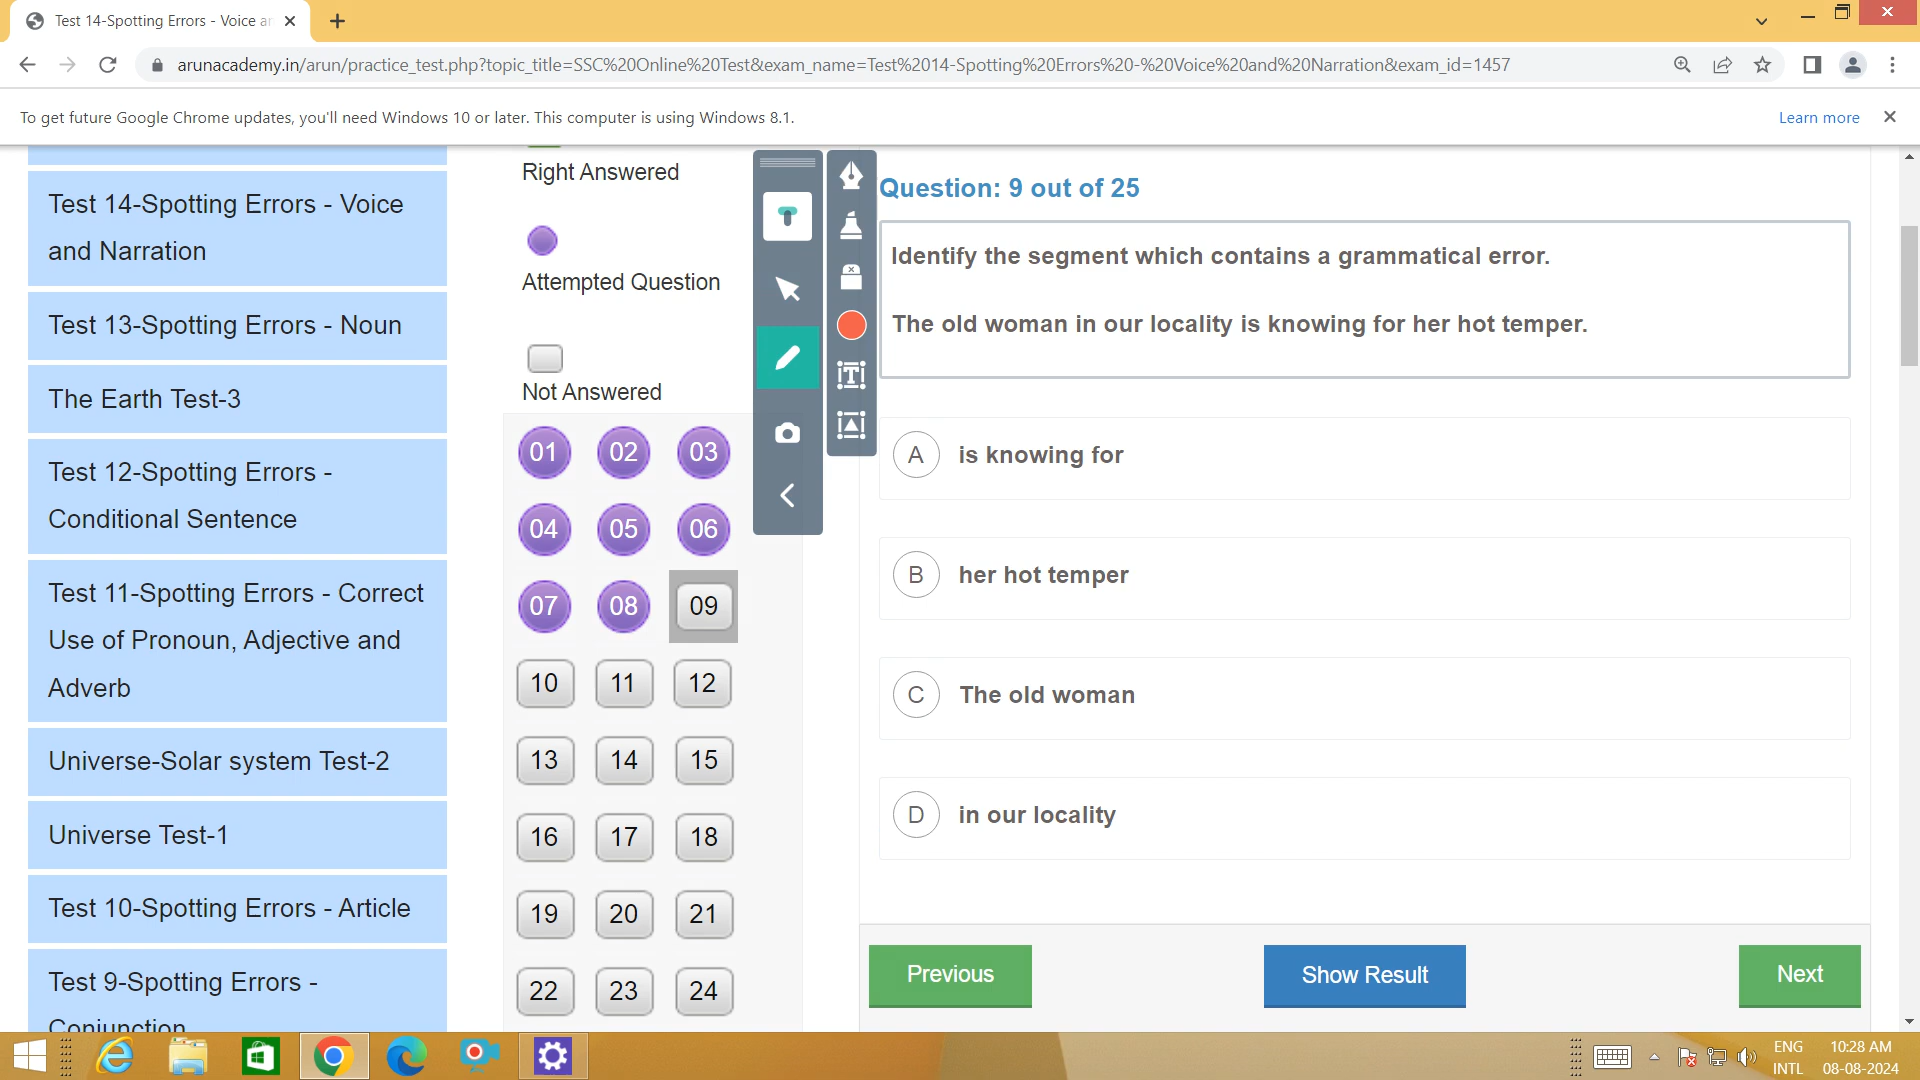 Test 14-Spotting Errors - Voice an
arunacademy.in/arun/practice_test.php?topic_title=SSC%20Online%20Test&exam_name=Test%2014-Spotting%20Errors%20-%20Voice%20and%20Narration&exam_id=1457
To get future Google Chrome updates, you'll need Windows 10 or later. This computer is using Windows 8.1.
Learn more
Test 14-Spotting Errors - Voice
and Narration
Test 13-Spotting Errors - Noun
The Earth Test-3
Test 12-Spotting Errors -
Conditional Sentence
Test 11-Spotting Errors - Correct
Use of Pronoun, Adjective and
Adverb
Universe-Solar system Test-2
Universe Test-1
Test 10-Spotting Errors - Article
Test 9-Spotting Errors -
Conjunction
Right Answered
Attempted Question
Not Answered
01 02 03
04 05 06
07 08 09
10 11 12
13 14 15
16 17 18
19 20 21
22 23 24
Question: 9 out of 25
Identify the segment which contains a grammatical error.
The old woman in our locality is knowing for her hot temper.
A is knowing for
B her hot temper
C The old woman
D in our locality
Previous
Show Result
Next
ENG
INTL
10:28 AM
08-08-2024